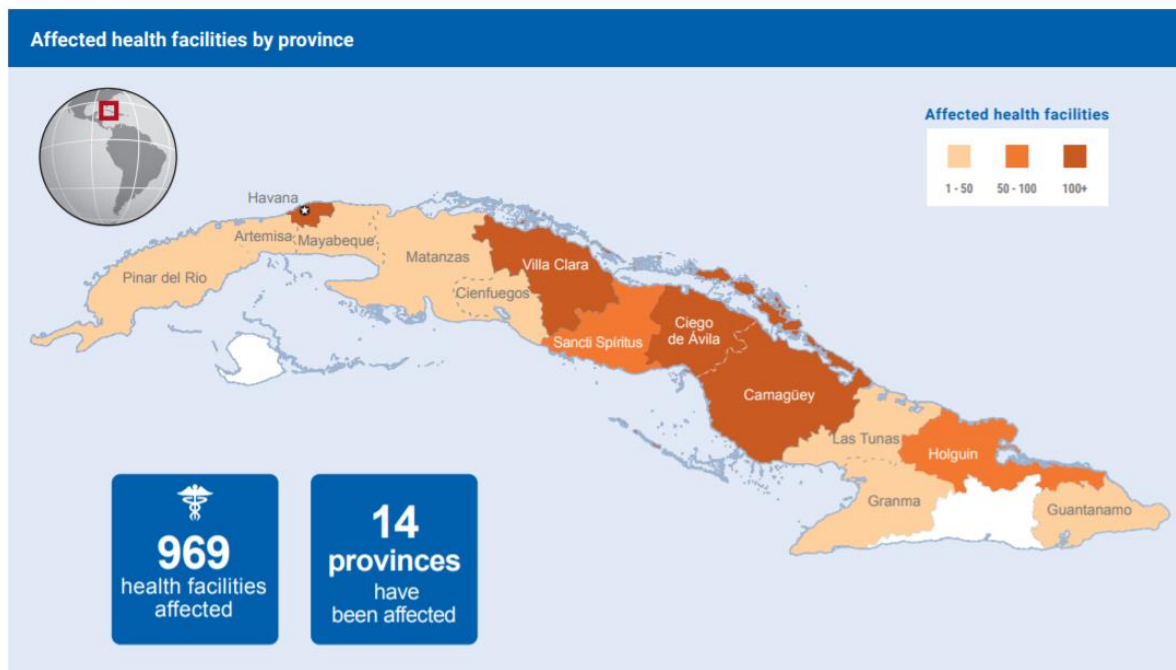 Affected health facilities by province
Affected health facilities
1 - 50
50 - 100
100+
Havana
Artemisa
Mayabeque
Pinar del Rio
Matanzas
Cienfuegos
Villa Clara
Sancti Spíritus
Ciego
de Ávila
Camagüey
Las Tunas
Holguin
Granma
Guantanamo
969
health facilities
affected
14
provinces
have
been affected